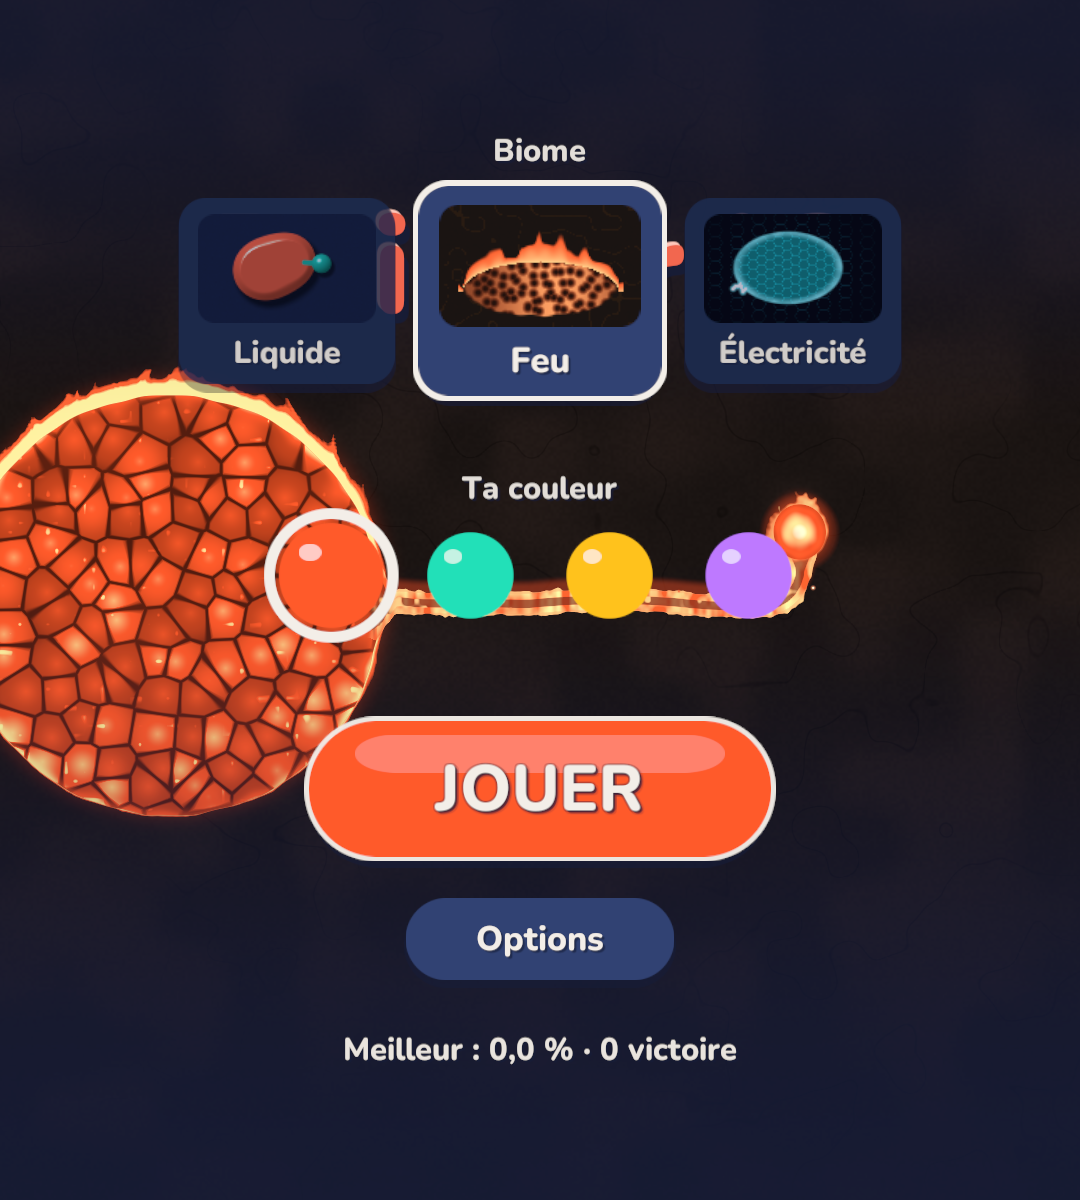 Biome
Liquide
Feu
Électricité
Ta couleur
JOUER
Options
Meilleur : 0,0 % · 0 victoire